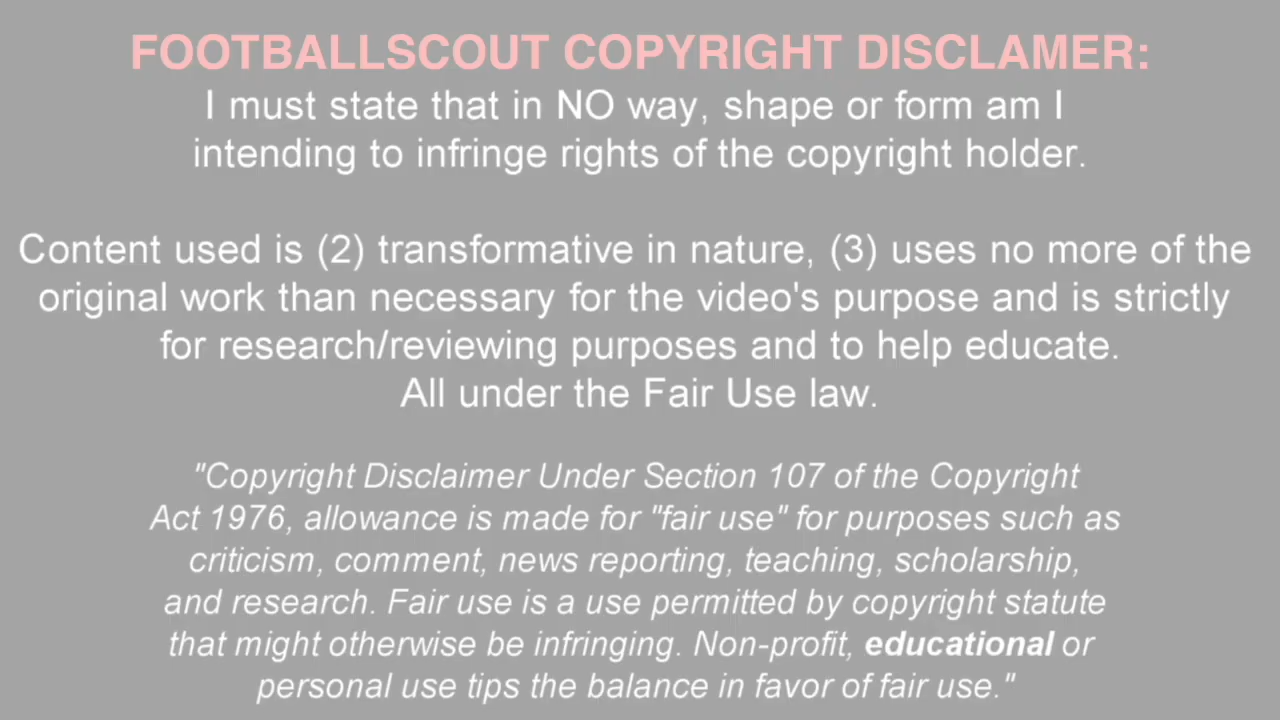 FOOTBALLSCOUT COPYRIGHT DISCLAMER:
I must state that in NO way, shape or form am I
intending to infringe rights of the copyright holder.
Content used is (2) transformative in nature, (3) uses no more of the
original work than necessary for the video's purpose and is strictly
for research/reviewing purposes and to help educate.
All under the Fair Use law.
"Copyright Disclaimer Under Section 107 of the Copyright
Act 1976, allowance is made for "fair use" for purposes such as
criticism, comment, news reporting, teaching, scholarship,
and research. Fair use is a use permitted by copyright statute
that might otherwise be infringing. Non-profit, educational or
personal use tips the balance in favor of fair use."